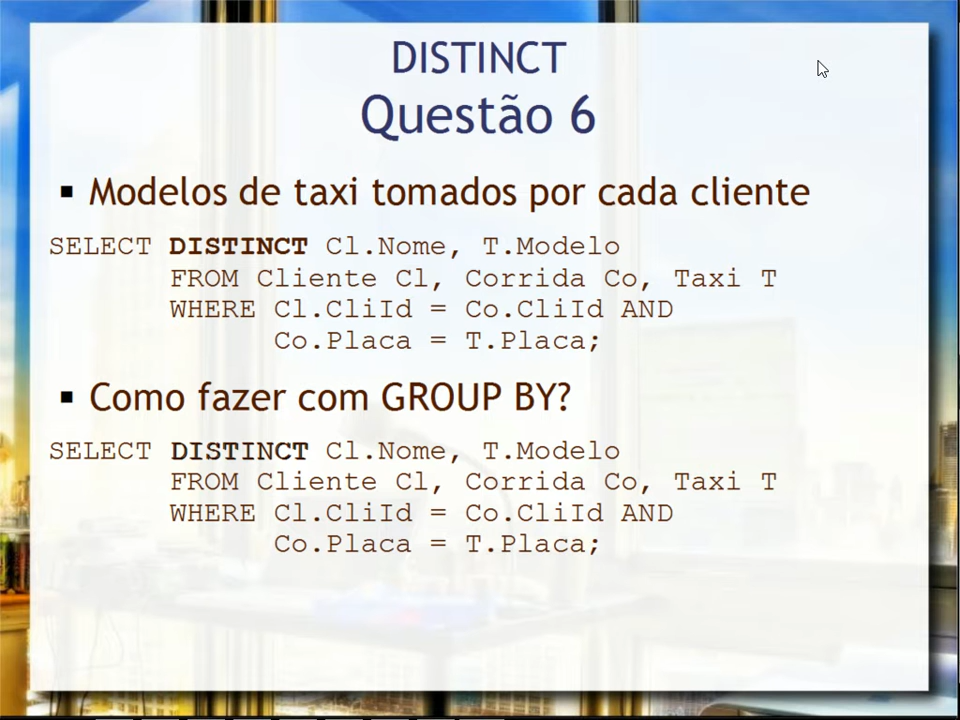 DISTINCT
Questão 6
▪ Modelos de taxi tomados por cada cliente
SELECT DISTINCT Cl.Nome, T.Modelo
FROM Cliente Cl, Corrida Co, Taxi T
WHERE Cl.CliId = Co.CliId AND
Co.Placa = T.Placa;
▪ Como fazer com GROUP BY?
SELECT DISTINCT Cl.Nome, T.Modelo
FROM Cliente Cl, Corrida Co, Taxi T
WHERE Cl.CliId = Co.CliId AND
Co.Placa = T.Placa;